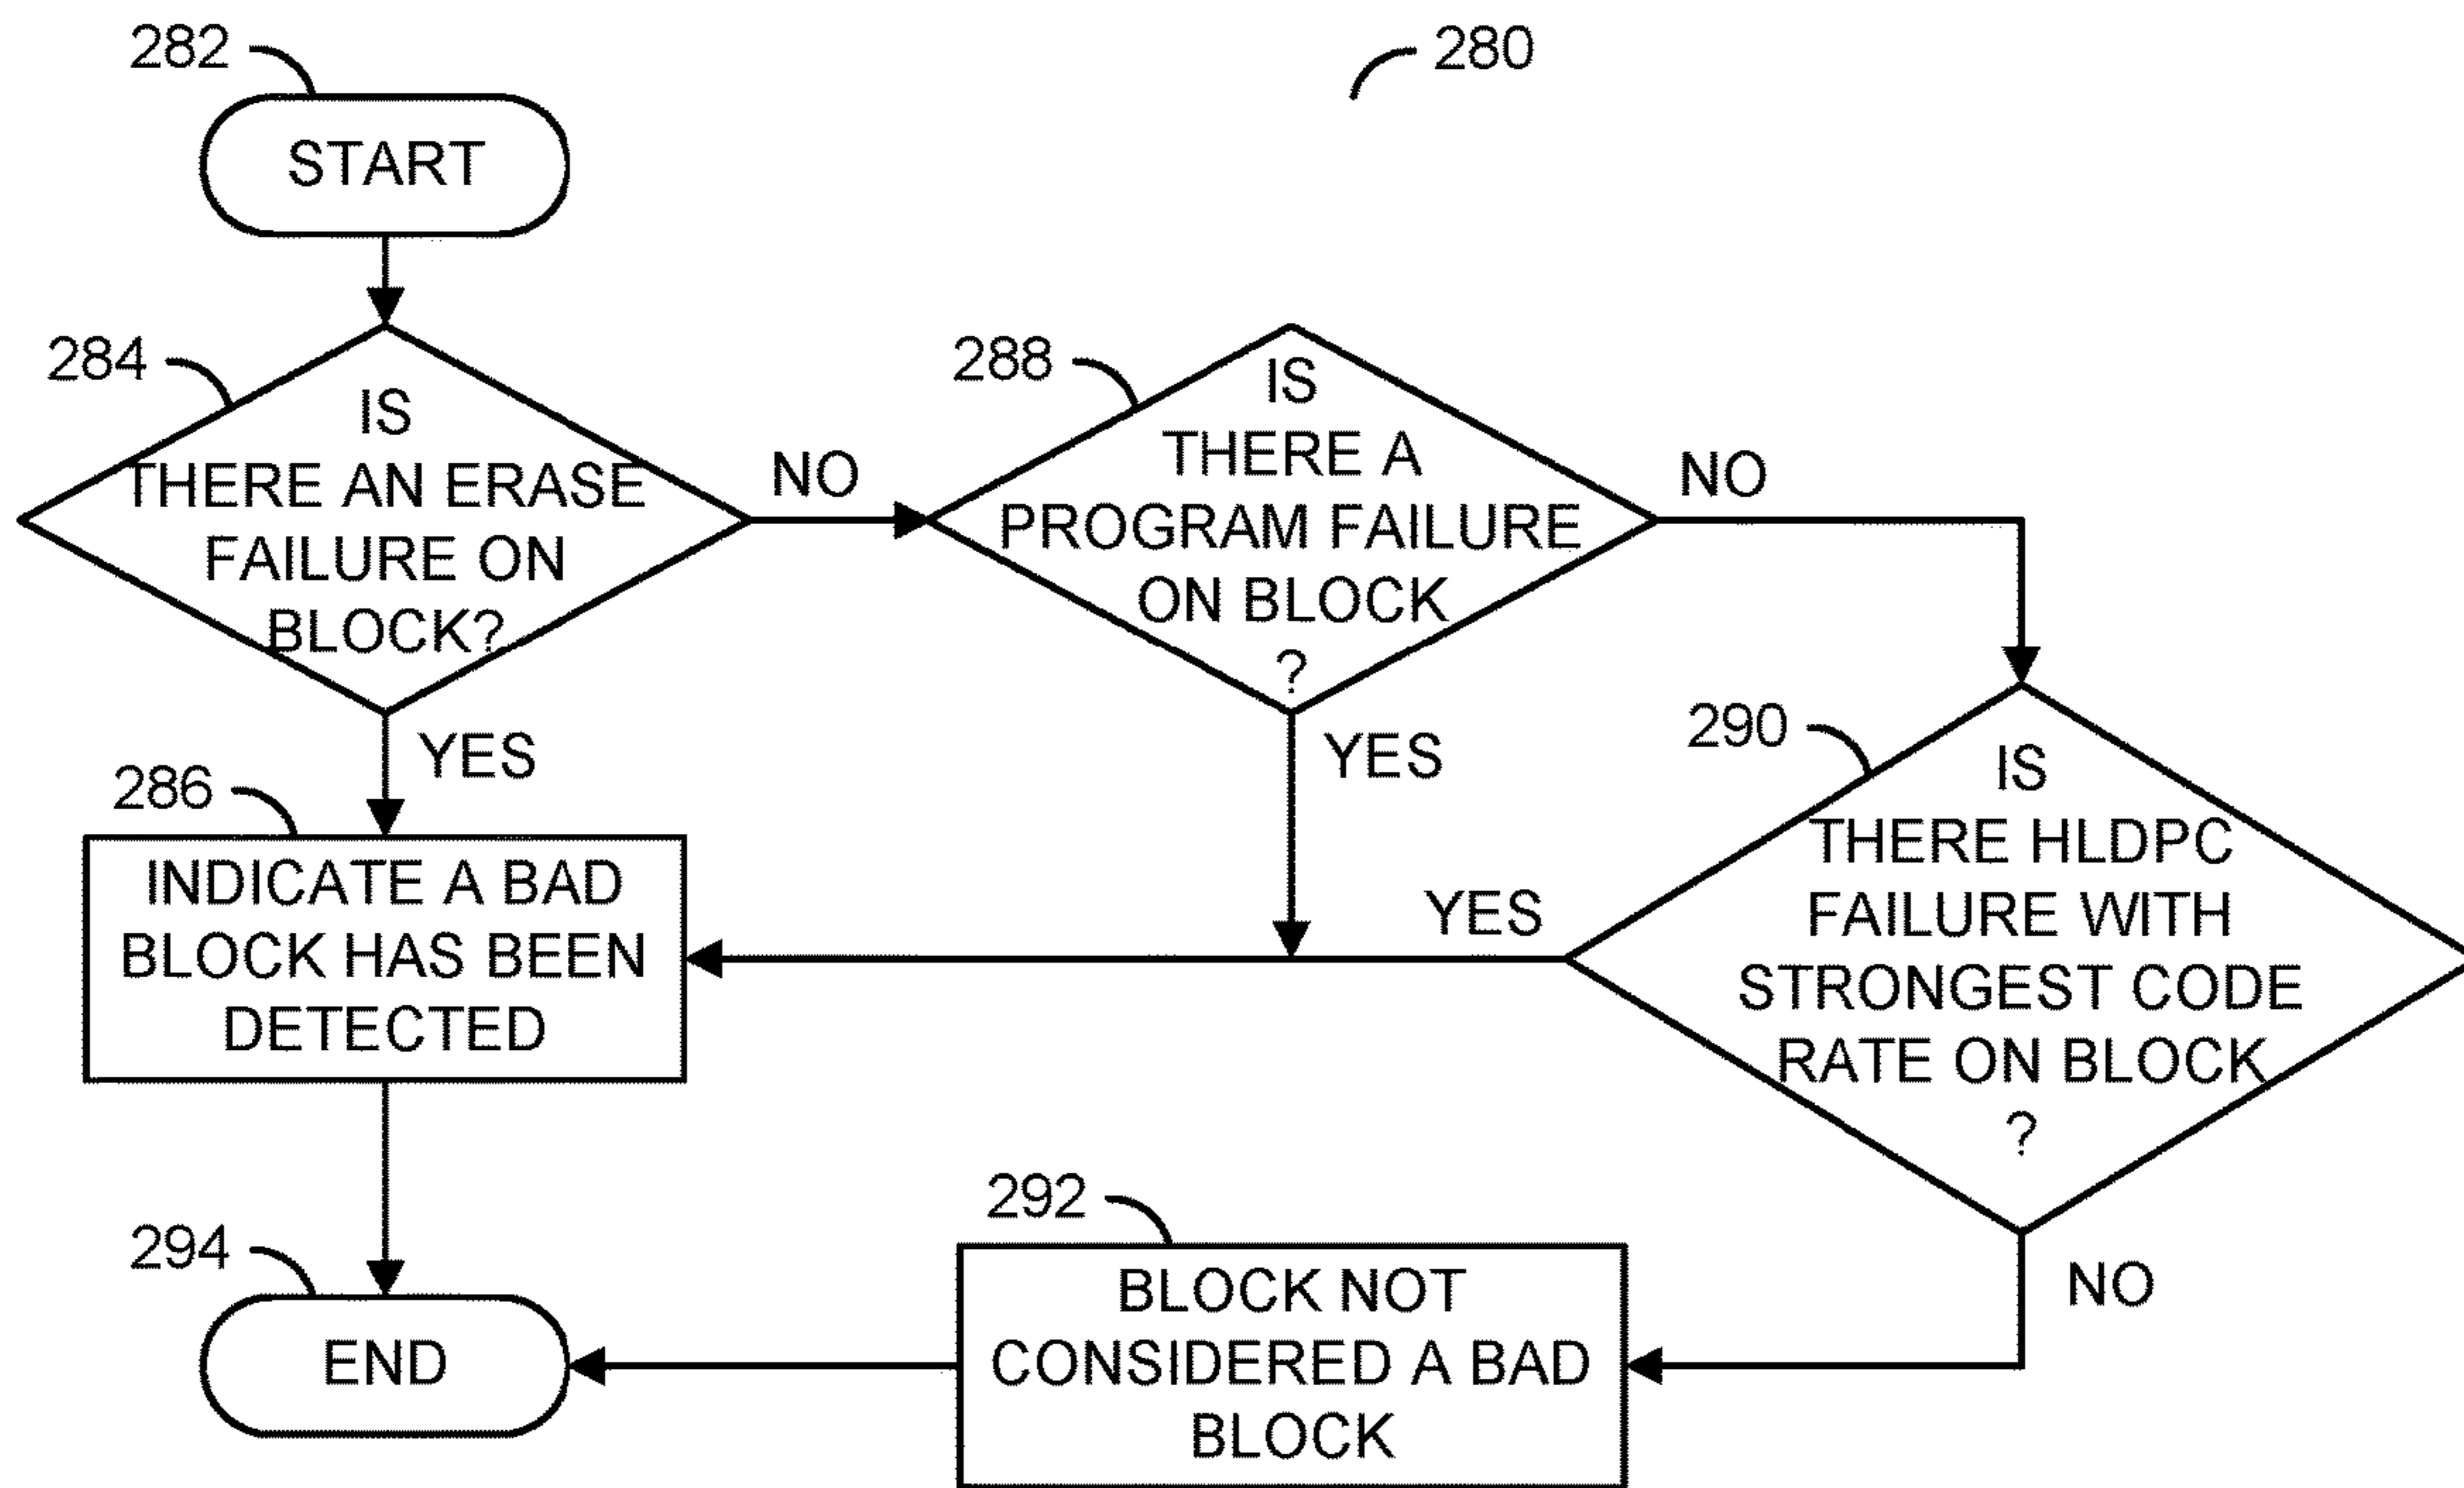 282
280
START
284
IS
THERE AN ERASE
FAILURE ON
BLOCK?
NO
288
IS
THERE A
PROGRAM FAILURE
ON BLOCK
?
NO
YES
YES
290
IS
THERE HLDPC
FAILURE WITH
STRONGEST CODE
RATE ON BLOCK
?
YES
286
INDICATE A BAD
BLOCK HAS BEEN
DETECTED
NO
292
BLOCK NOT
CONSIDERED A BAD
BLOCK
294
END